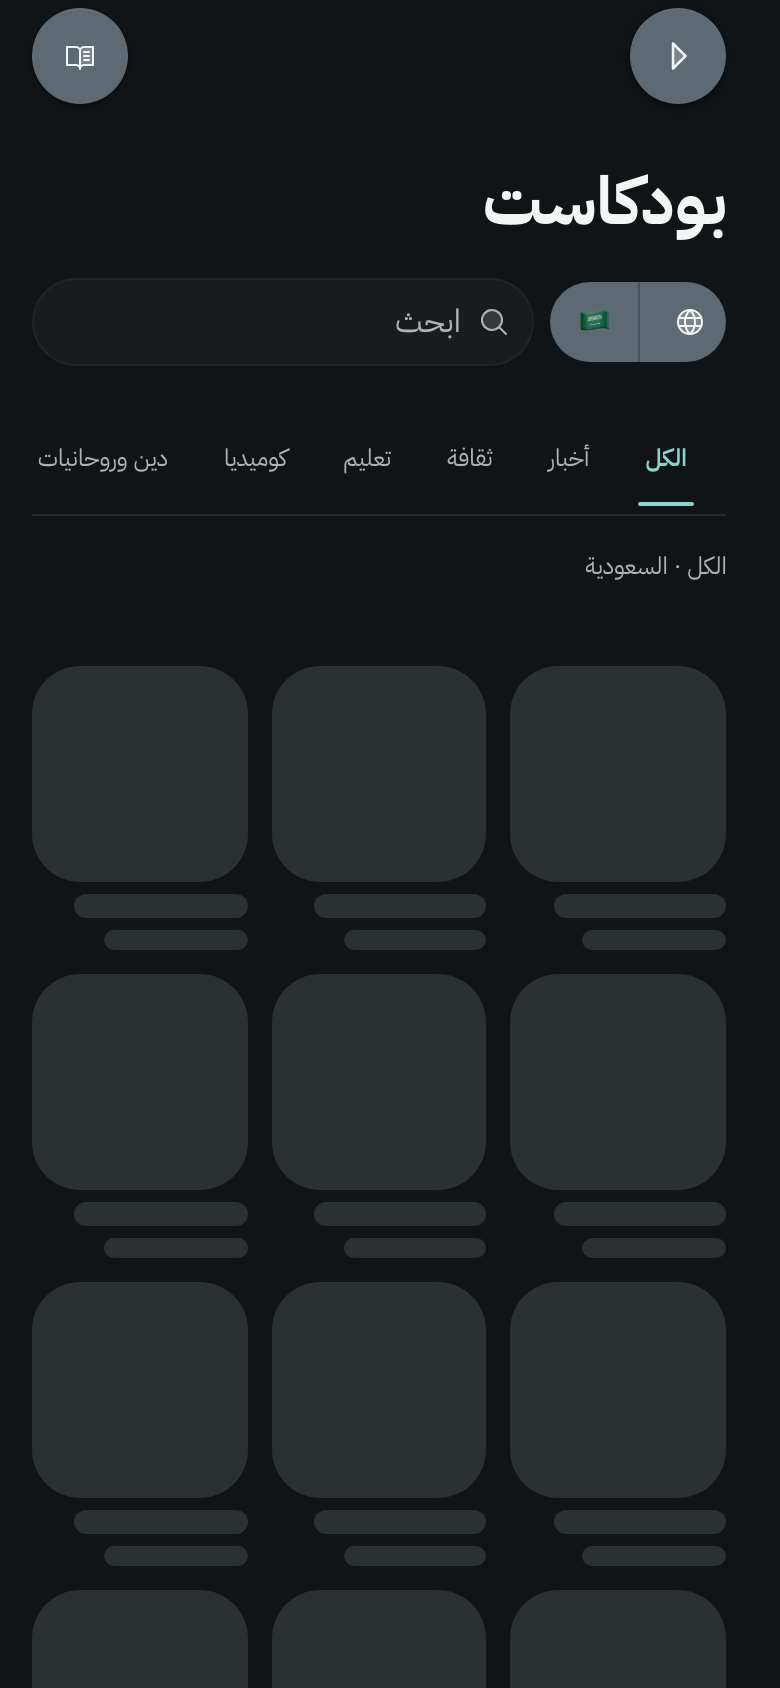 بودكاست
ابحث
الكل
أخبار
ثقافة
تعليم
كوميديا
دين وروحانيات
الكل · السعودية